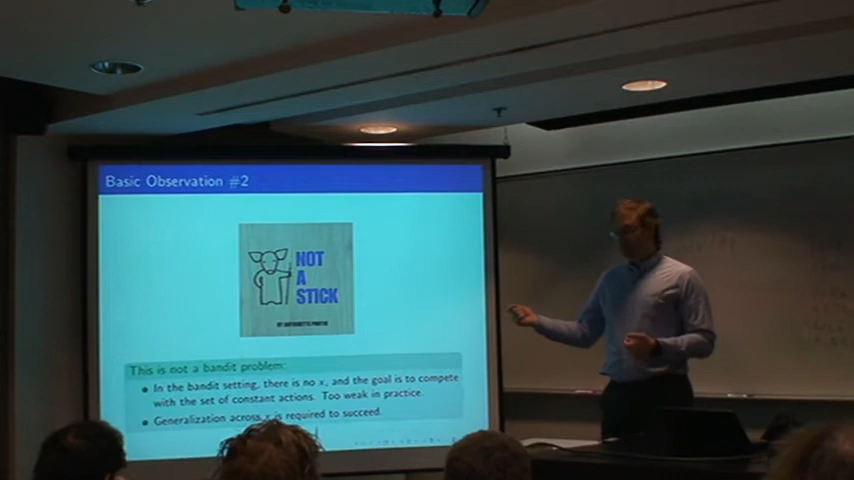 Basic Observation #2
NOT
A
STICK
BY ANTOINETTE PORTIS
This is not a bandit problem:
In the bandit setting, there is no x, and the goal is to compete
with the set of constant actions. Too weak in practice.
Generalization across x is required to succeed.